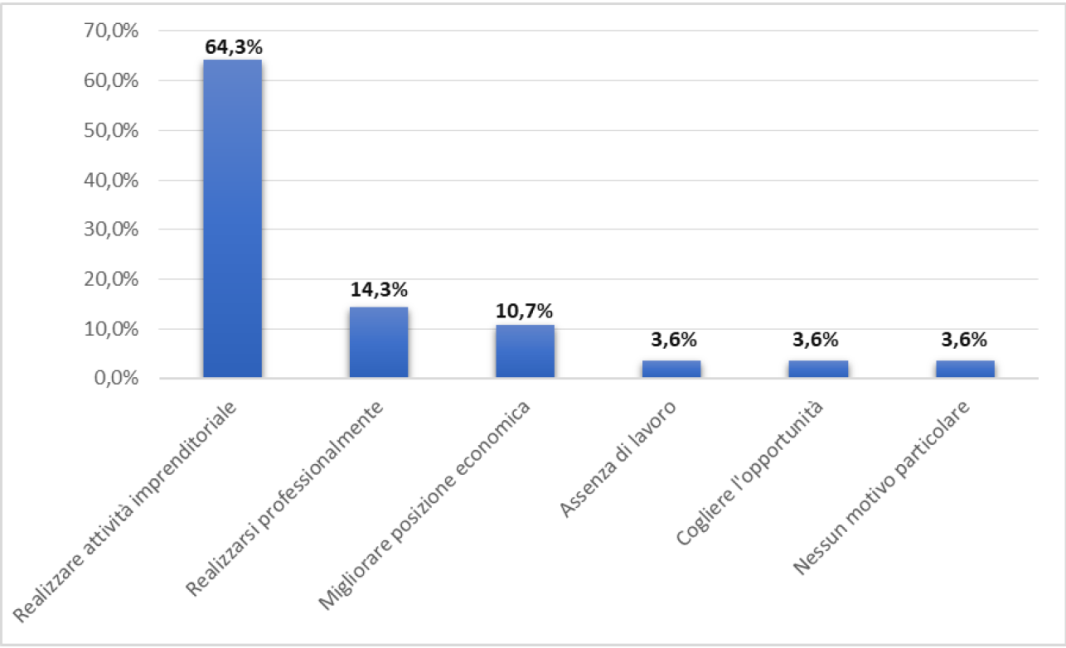 70,0%
60,0%
50,0%
40,0%
30,0%
20,0%
10,0%
0,0%
64,3%
14,3%
10,7%
3,6%
3,6%
3,6%
Realizzare attività imprenditoriale
Realizzarsi professionalmente
Migliorare posizione economica
Assenza di lavoro
Cogliere l'opportunità
Nessun motivo particolare